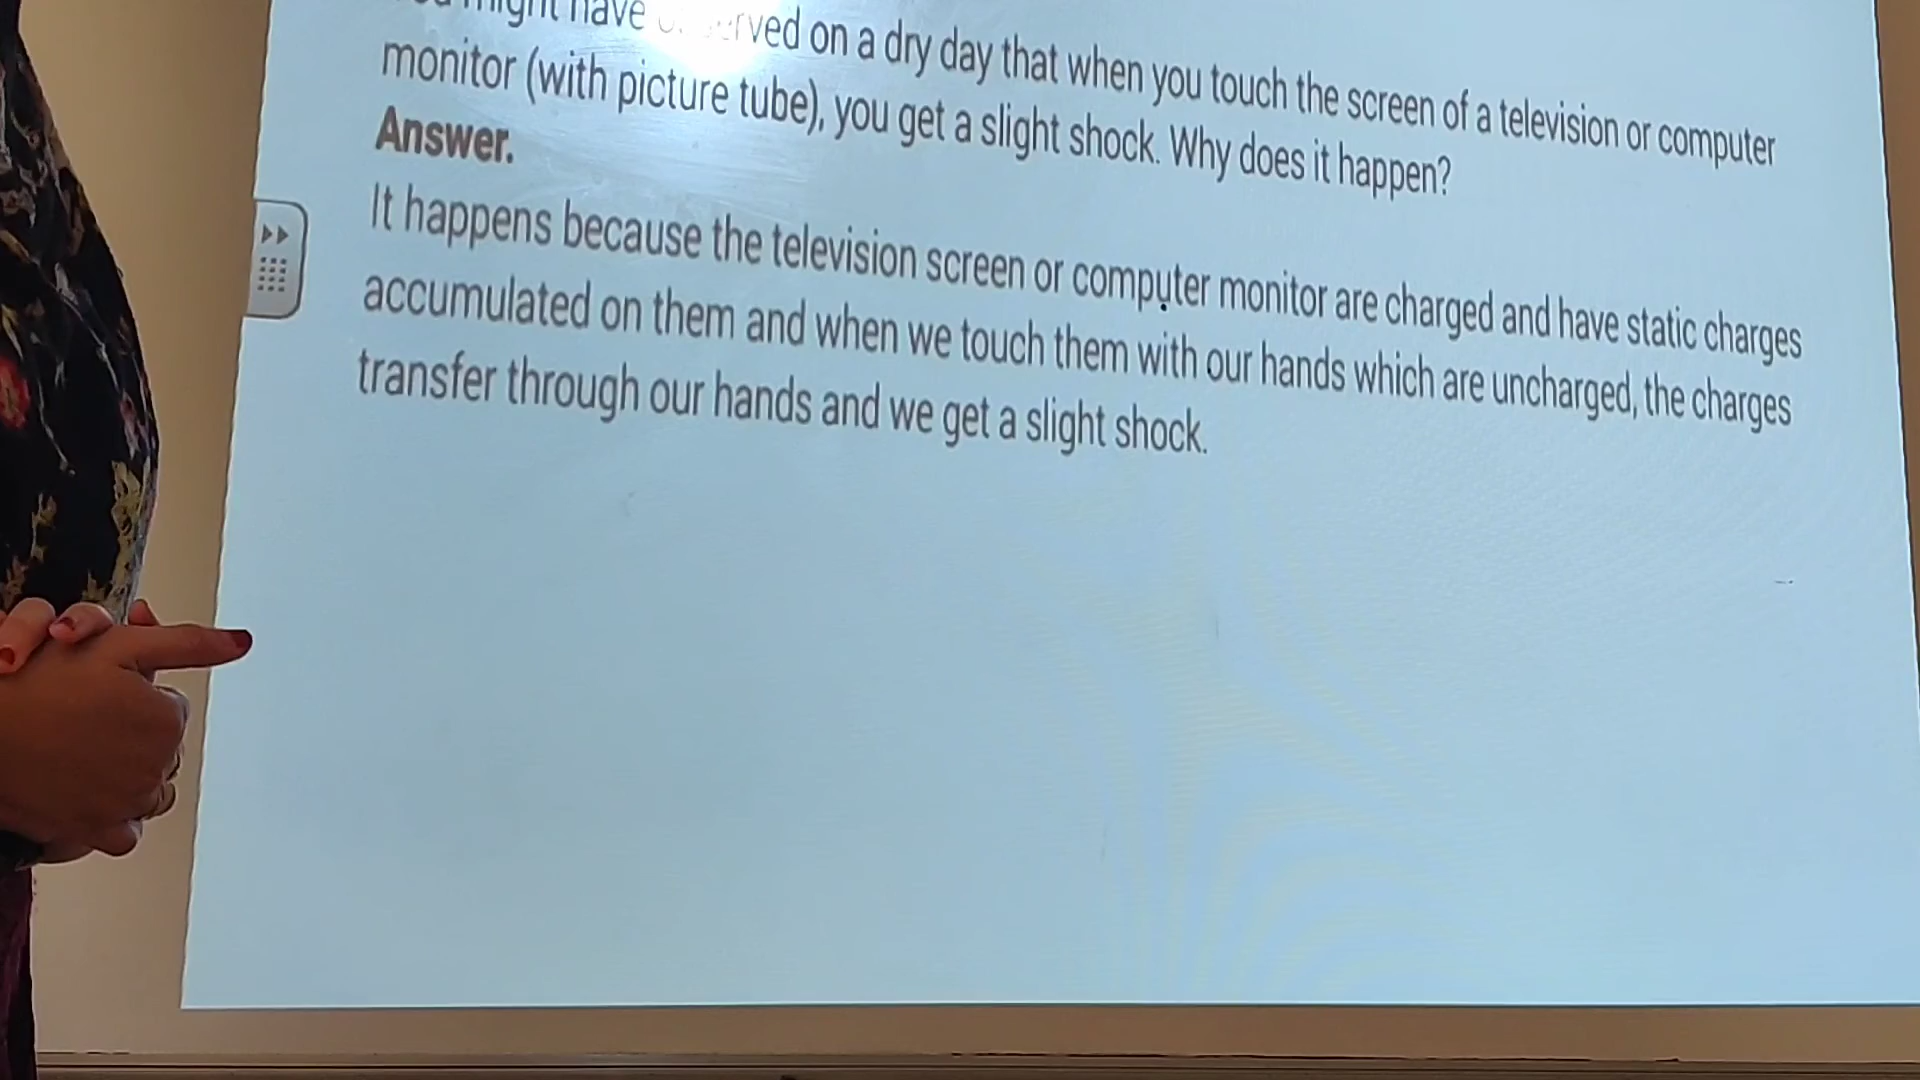 might have on a dry day that when you touch the screen of a television or computer
monitor (with picture tube), you get a slight shock. Why does it happen?
Answer.
It happens because the television screen or computer monitor are charged and have static charges
accumulated on them and when we touch them with our hands which are uncharged, the charges
transfer through our hands and we get a slight shock.